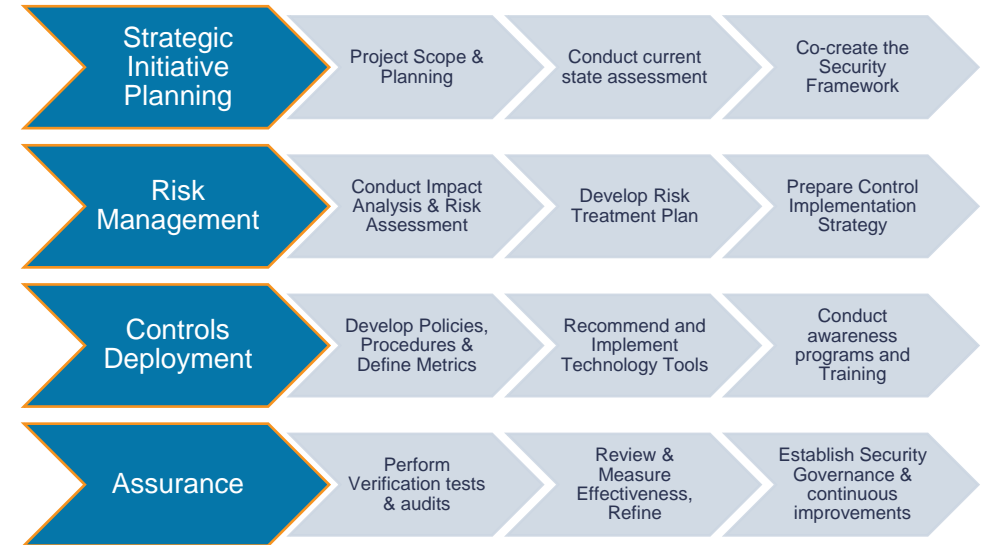 Strategic
Initiative
Planning
Project Scope &
Planning
Conduct current
state assessment
Co-create the
Security
Framework
Risk
Management
Conduct Impact
Analysis & Risk
Assessment
Develop Risk
Treatment Plan
Prepare Control
Implementation
Strategy
Controls
Deployment
Develop Policies,
Procedures &
Define Metrics
Recommend and
Implement
Technology Tools
Conduct
awareness
programs and
Training
Assurance
Perform
Verification tests
& audits
Review &
Measure
Effectiveness,
Refine
Establish Security
Governance &
continuous
improvements